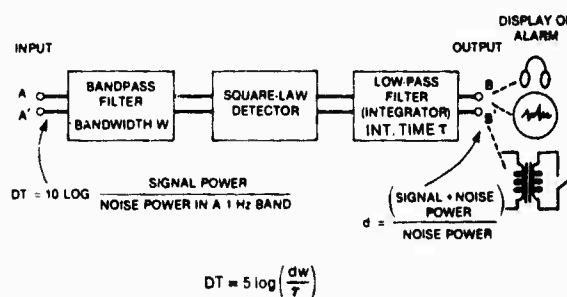 INPUT
A
A'
BANDPASS
FILTER
BANDWIDTH W
SQUARE-LAW
DETECTOR
LOW-PASS
FILTER
(INTEGRATOR)
INT. TIME τ
OUTPUT
B
B'
DISPLAY O
ALARM
DT = 10 LOG SIGNAL POWER
NOISE POWER IN A 1 Hz BAND
d = (SIGNAL + NOISE
POWER)
NOISE POWER
DT = 5 log (dw/τ)